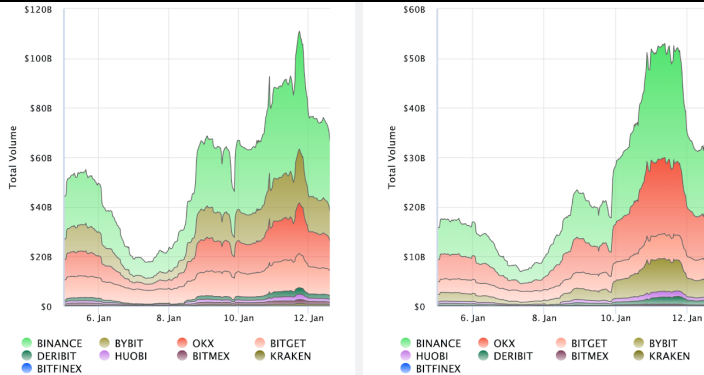 $120B
$100B
$80B
$60B
$40B
$20B
$0
Total Volume
6. Jan
8. Jan
10. Jan
12. Jan
BINANCE
BYBIT
OKX
BITGET
DERIBIT
HUOBI
BITMEX
KRAKEN
BITFINEX
$60B
$50B
$40B
$30B
$20B
$10B
$0
Total Volume
6. Jan
8. Jan
10. Jan
12. Jan
BINANCE
OKX
BITGET
BYBIT
HUOBI
DERIBIT
BITMEX
KRAKEN
BITFINEX